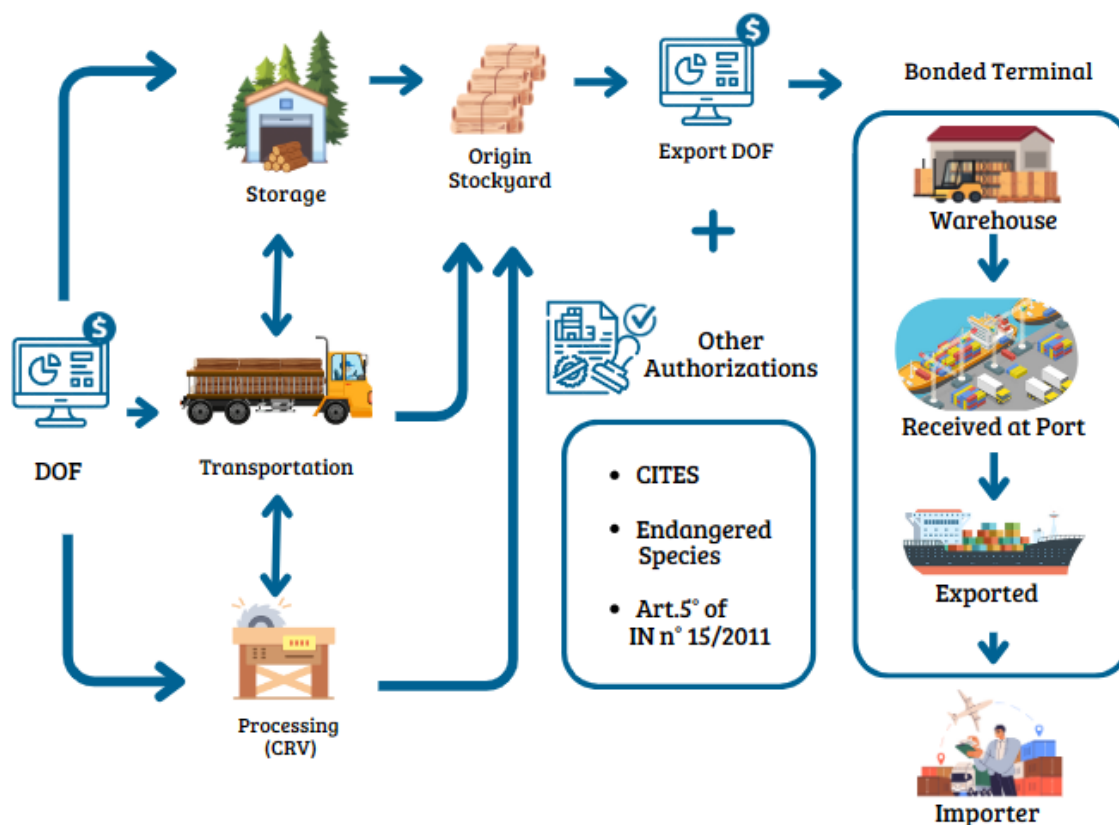 Bonded Terminal
$
Storage
Origin
Stockyard
$
Export DOF
Warehouse
$
DOF
Transportation
Other
Authorizations
Received at Port
• CITES
• Endangered
Species
• Art.5° of
IN n° 15/2011
Exported
Processing
(CRV)
Importer